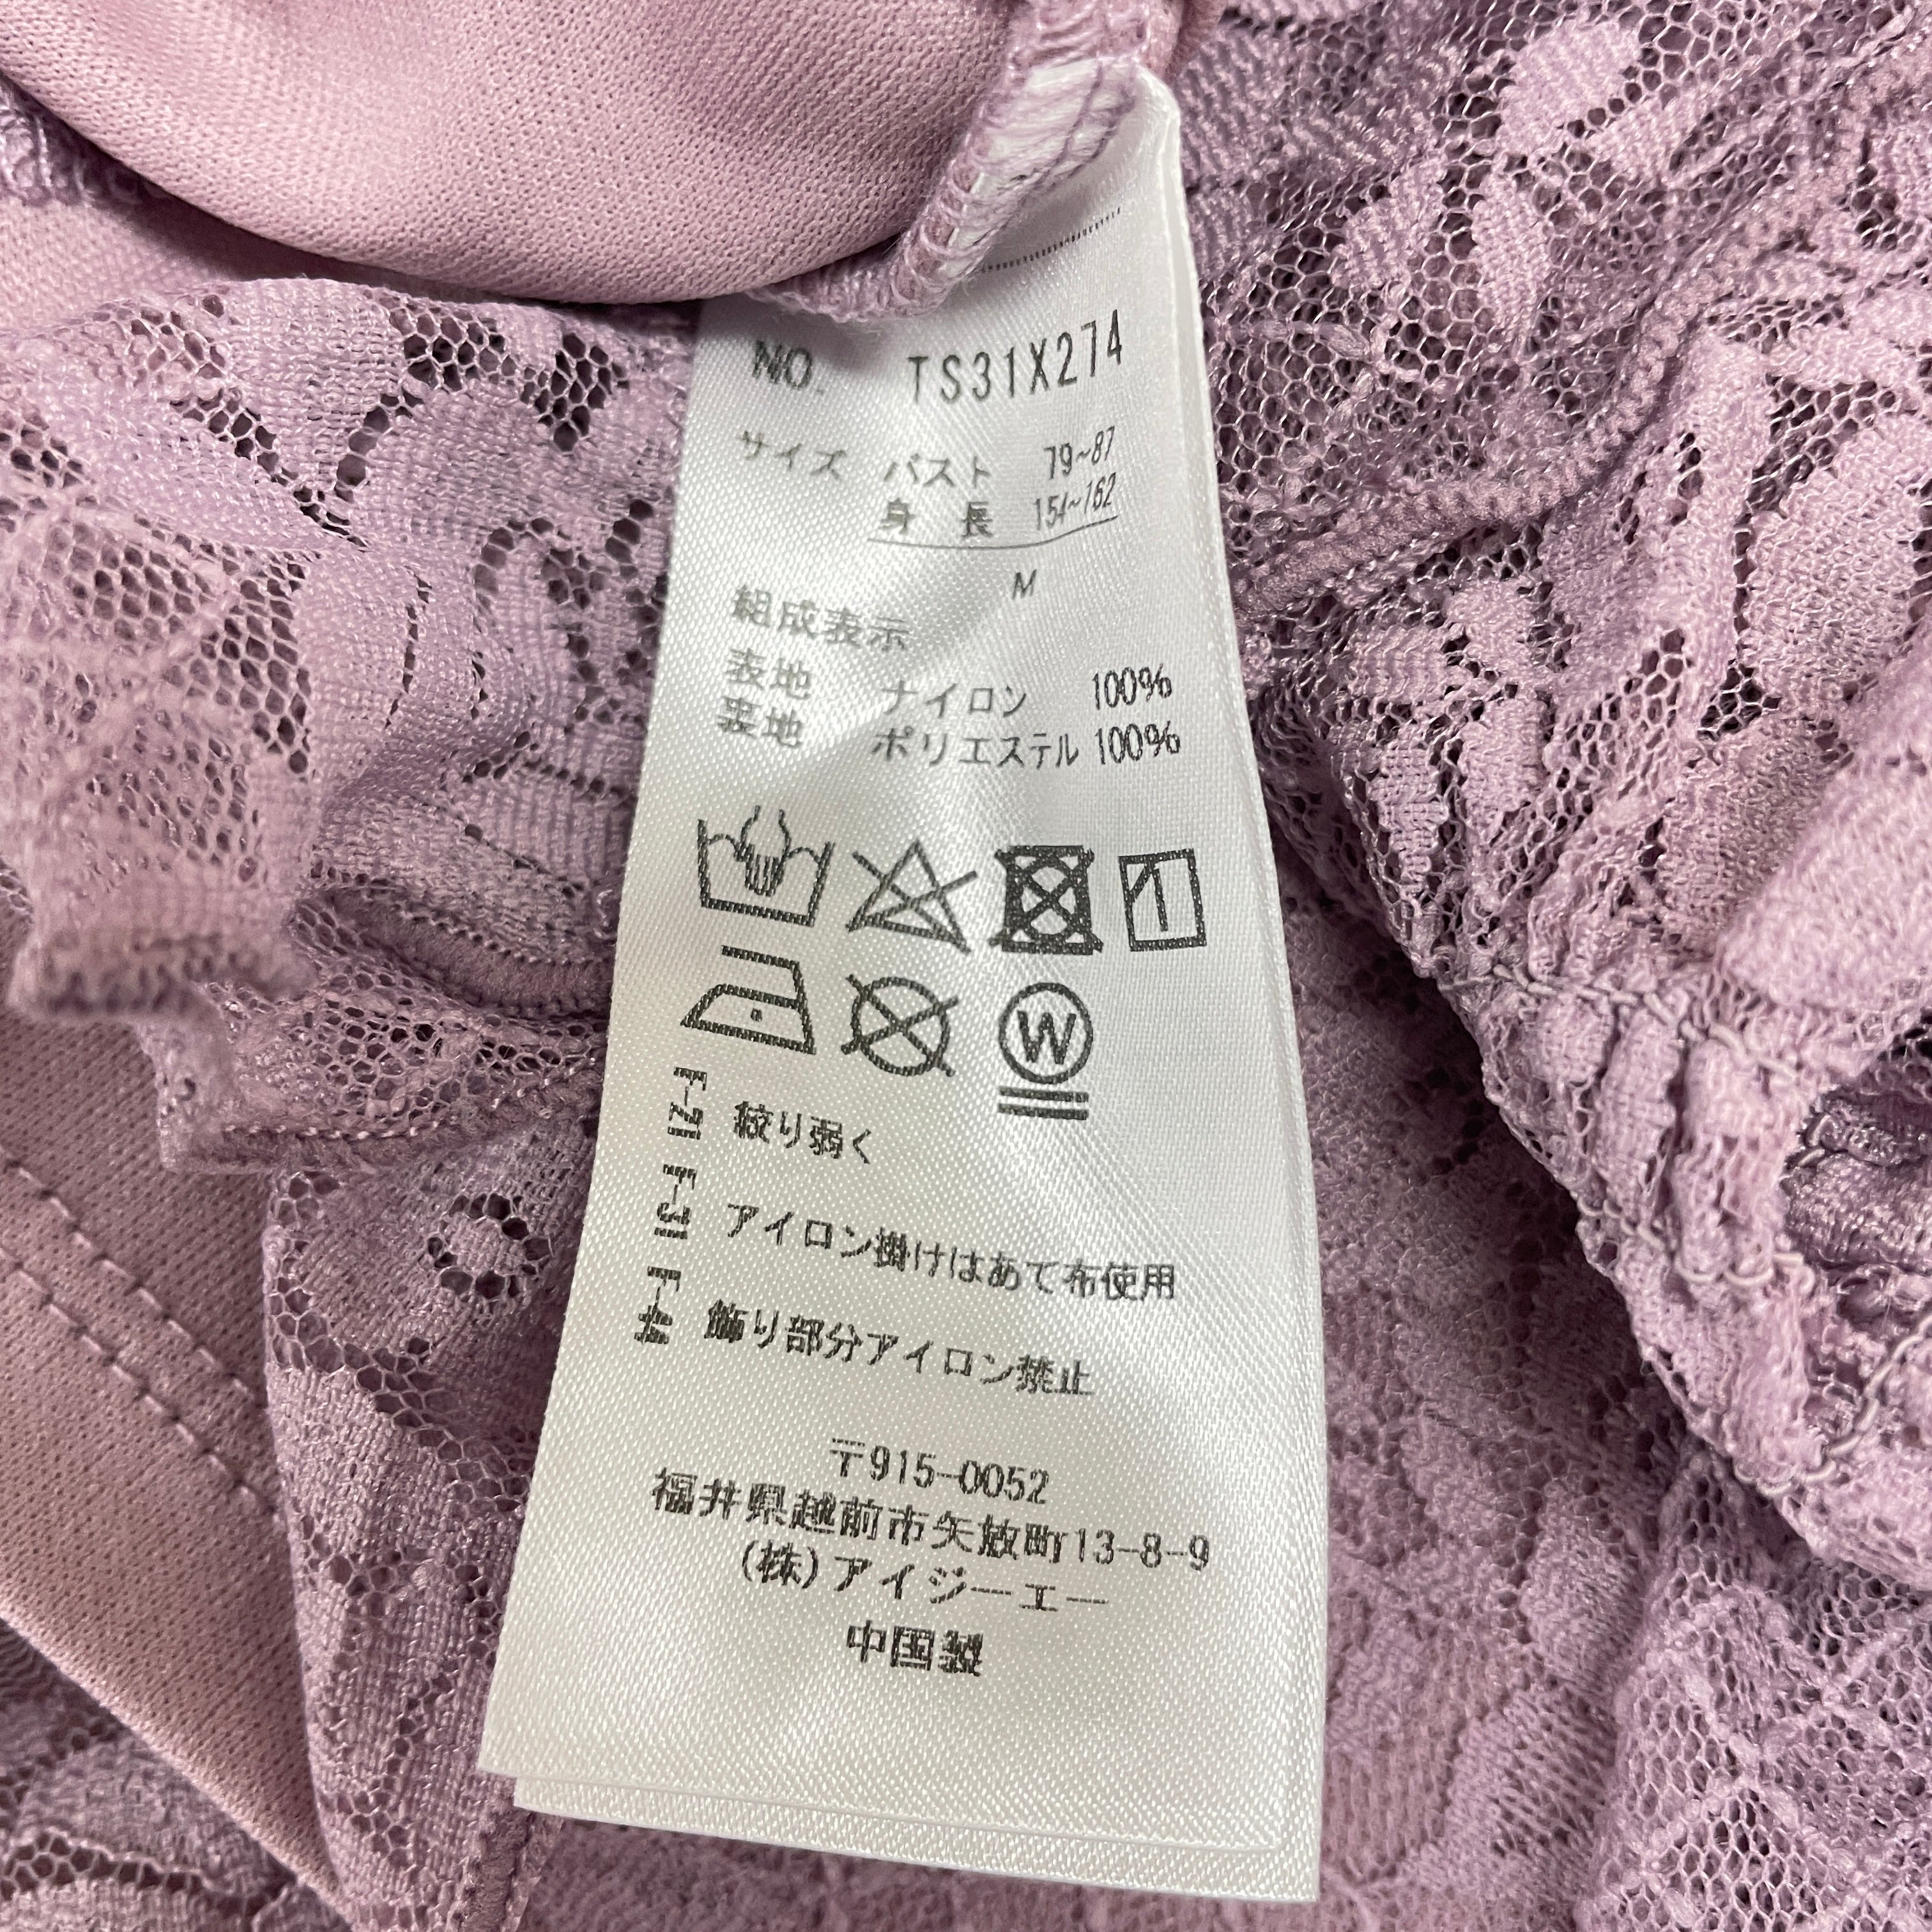 NO. TS31X274
サイズ バスト 79~87
身 長 154~162
M
組成表示
表地 ナイロン 100%
裏地 ポリエステル 100%
W
F-21 絞り弱く
F-31 アイロン掛けはあて布使用
F-44 飾り部分アイロン禁止
〒915-0052
福井県越前市矢放町13-8-9
(株)アイジーエー
中国製